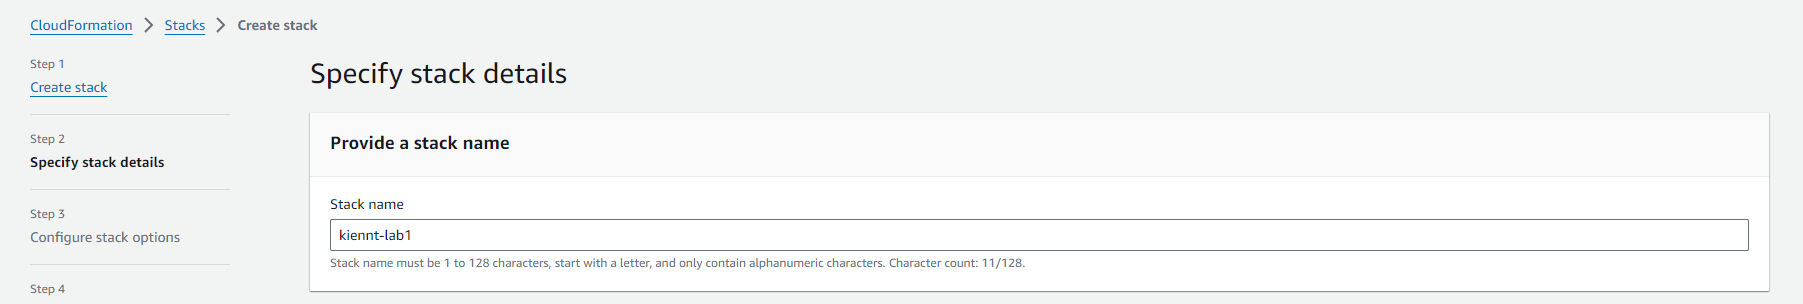 CloudFormation > Stacks > Create stack
Step 1
Create stack
Step 2
Specify stack details
Step 3
Configure stack options
Step 4
Specify stack details
Provide a stack name
Stack name
kiennt-lab1
Stack name must be 1 to 128 characters, start with a letter, and only contain alphanumeric characters. Character count: 11/128.